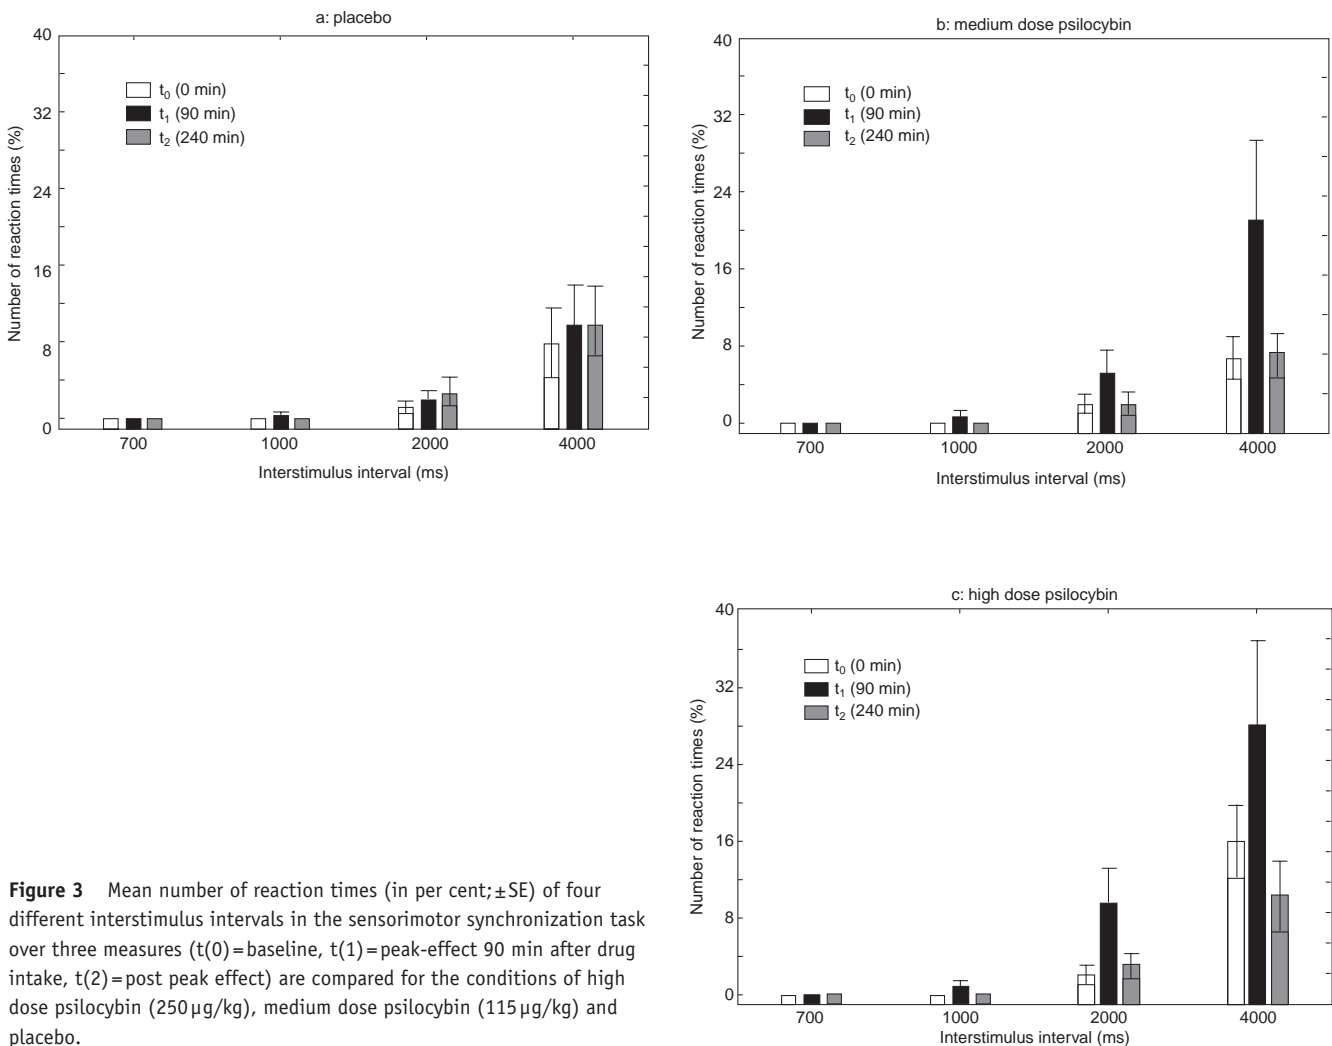 a: placebo
40
32
24
16
8
0
Number of reaction times (%)
t0 (0 min)
t1 (90 min)
t2 (240 min)
700 1000 2000 4000
Interstimulus interval (ms)
b: medium dose psilocybin
40
32
24
16
8
0
Number of reaction times (%)
t0 (0 min)
t1 (90 min)
t2 (240 min)
700 1000 2000 4000
Interstimulus interval (ms)
c: high dose psilocybin
40
32
24
16
8
0
Number of reaction times (%)
t0 (0 min)
t1 (90 min)
t2 (240 min)
700 1000 2000 4000
Interstimulus interval (ms)
Figure 3 Mean number of reaction times (in per cent; ±SE) of four
different interstimulus intervals in the sensorimotor synchronization task
over three measures (t(0)=baseline, t(1)=peak-effect 90 min after drug
intake, t(2)=post peak effect) are compared for the conditions of high
dose psilocybin (250 µg/kg), medium dose psilocybin (115 µg/kg) and
placebo.